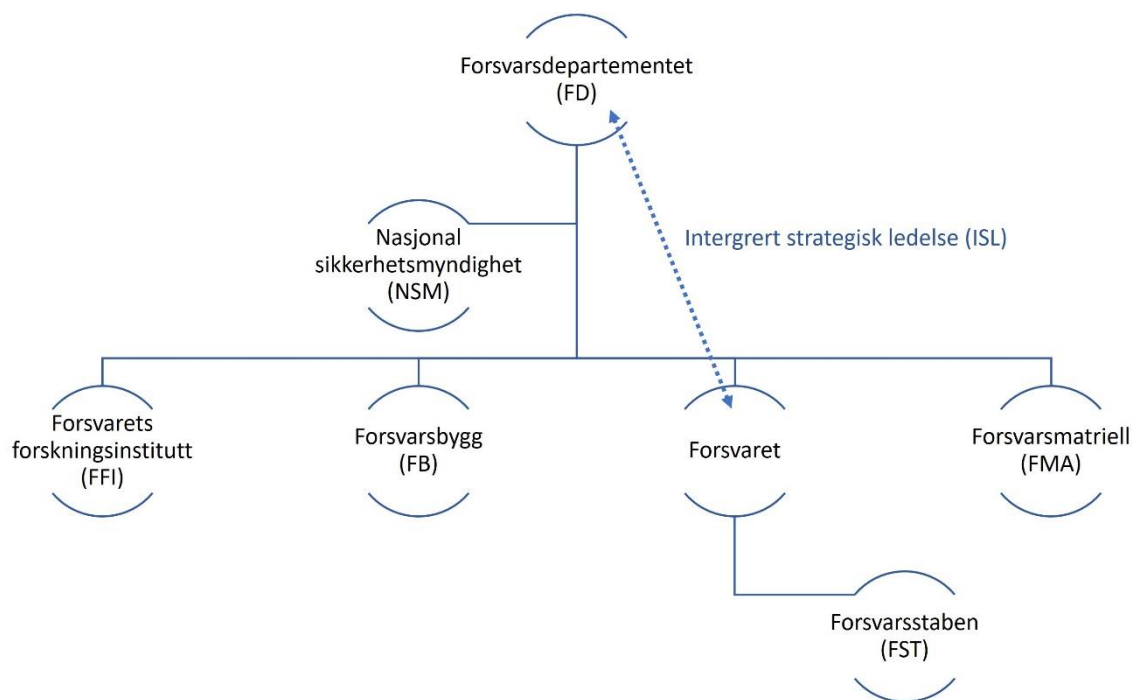 Forsvarsdepartementet
(FD)
Nasjonal
sikkerhetsmyndighet
(NSM)
Intergrert strategisk ledelse (ISL)
Forsvarets
forskningsinstitutt
(FFI)
Forsvarsbygg
(FB)
Forsvaret
Forsvarsmatriell
(FMA)
Forsvarsstaben
(FST)